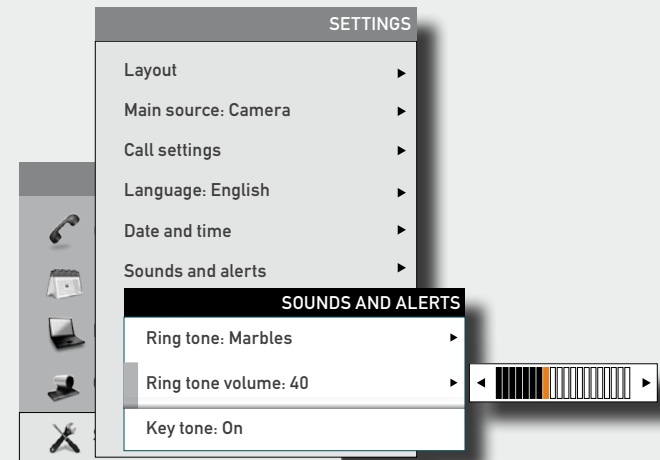 SETTINGS
Layout
Main source: Camera
Call settings
Language: English
Date and time
Sounds and alerts
SOUNDS AND ALERTS
Ring tone: Marbles
Ring tone volume: 40
Key tone: On